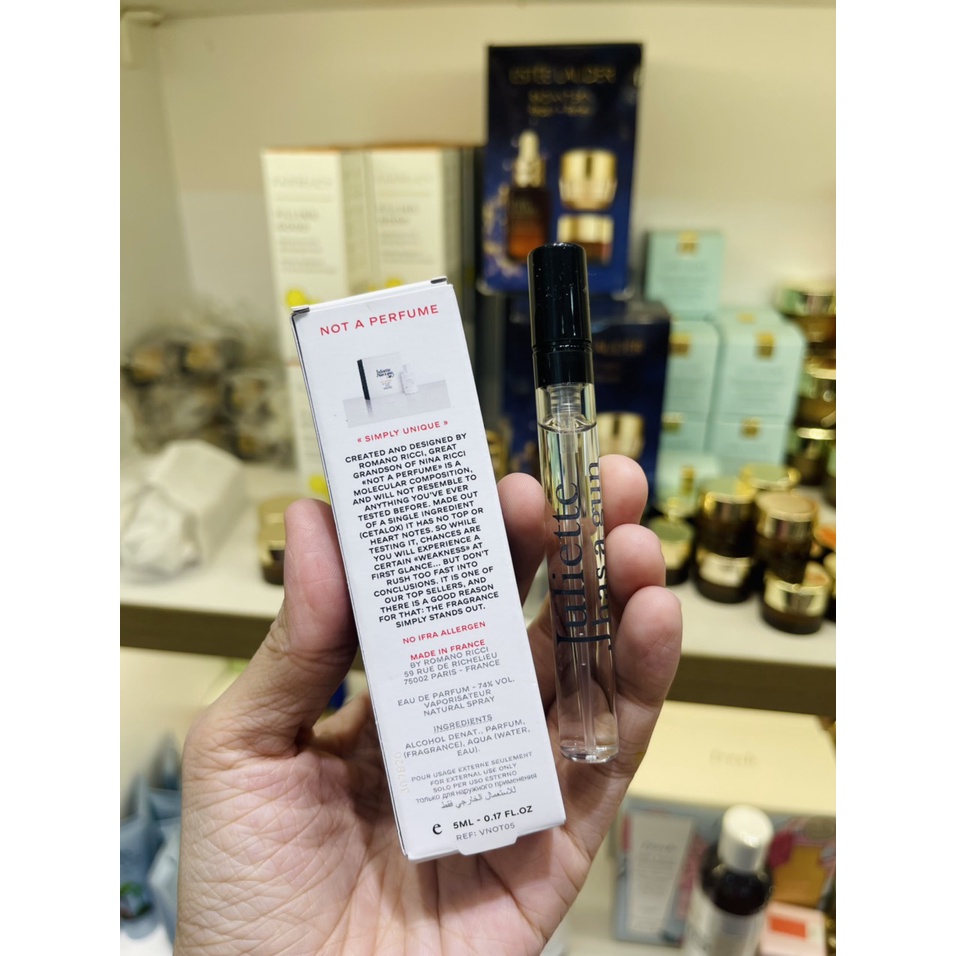 ESTĒE LAUDER
NOT A PERFUME
« SIMPLY UNIQUE »
CREATED AND DESIGNED BY
ROMANO RICCI, GREAT
GRANDSON OF NINA RICCI
«NOT A PERFUME» IS A
MOLECULAR COMPOSITION,
AND WILL NOT RESEMBLE TO
ANYTHING YOU'VE EVER
TESTED BEFORE. MADE OUT
OF A SINGLE INGREDIENT
(CETALOX) IT HAS NO TOP OR
HEART NOTES. SO WHILE
TESTING IT, CHANCES ARE
YOU WILL EXPERIENCE A
CERTAIN «WEAKNESS» AT
FIRST GLANCE... BUT DON'T
RUSH TOO FAST INTO
CONCLUSIONS. IT IS ONE OF
OUR TOP SELLERS, AND
THERE IS A GOOD REASON
FOR THAT: THE FRAGRANCE
SIMPLY STANDS OUT.
NO IFRA ALLERGEN
MADE IN FRANCE
BY ROMANO RICCI
59 RUE DE RICHELIEU
75002 PARIS - FRANCE
EAU DE PARFUM - 74% VOL.
VAPORISATEUR
NATURAL SPRAY
INGREDIENTS
ALCOHOL DENAT., PARFUM,
(FRAGRANCE), AQUA (WATER,
EAU).
POUR USAGE EXTERNE SEULEMENT
FOR EXTERNAL USE ONLY
SOLO PER USO ESTERNO
только для наружного применения
للاستعمال الخارجي فقط
e 5ML - 0.17 FL.OZ
REF: VNOT05
Juliette
has a gun